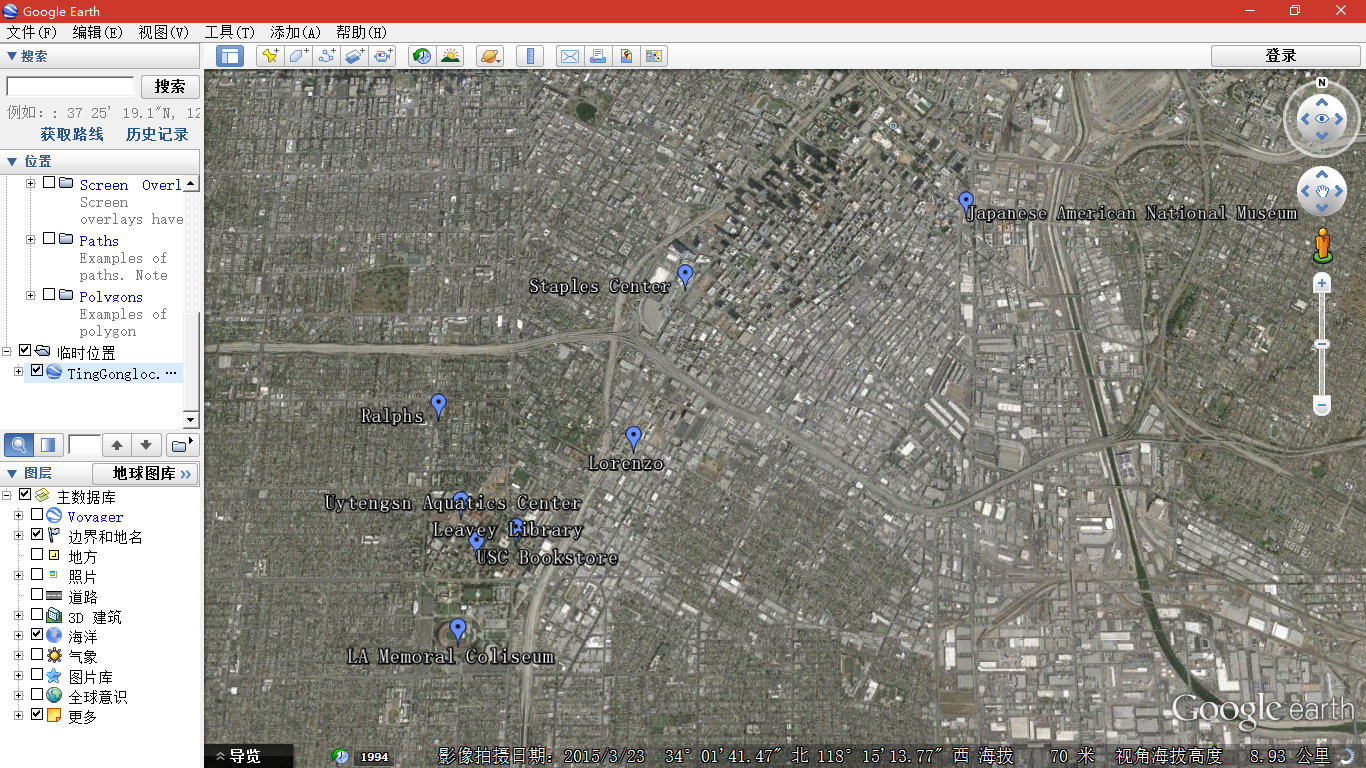 Google Earth
文件(F) 编辑(E) 视图(V) 工具(T) 添加(A) 帮助(H)
搜索
登录
搜索
例如: : 37 25' 19.1"N, 12
获取路线 历史记录
位置
Screen Overl
Screen
overlays have
Paths
Examples of
paths. Note
Polygons
Examples of
polygon
临时位置
TingGongloc. ...
图层
地球图库 »
主数据库
Voyager
边界和地名
地方
照片
道路
3D 建筑
海洋
气象
图片库
全球意识
更多
N
Japanese American National Museum
Staples Center
Ralphs
Lorenzo
Uytengsn Aquatics Center
Leavey Library
USC Bookstore
LA Memoral Coliseum
Google earth
导览
1994
影像拍摄日期: 2015/3/23 34° 01'41.47" 北 118° 15'13.77" 西 海拔 70 米 视角海拔高度 8.93 公里